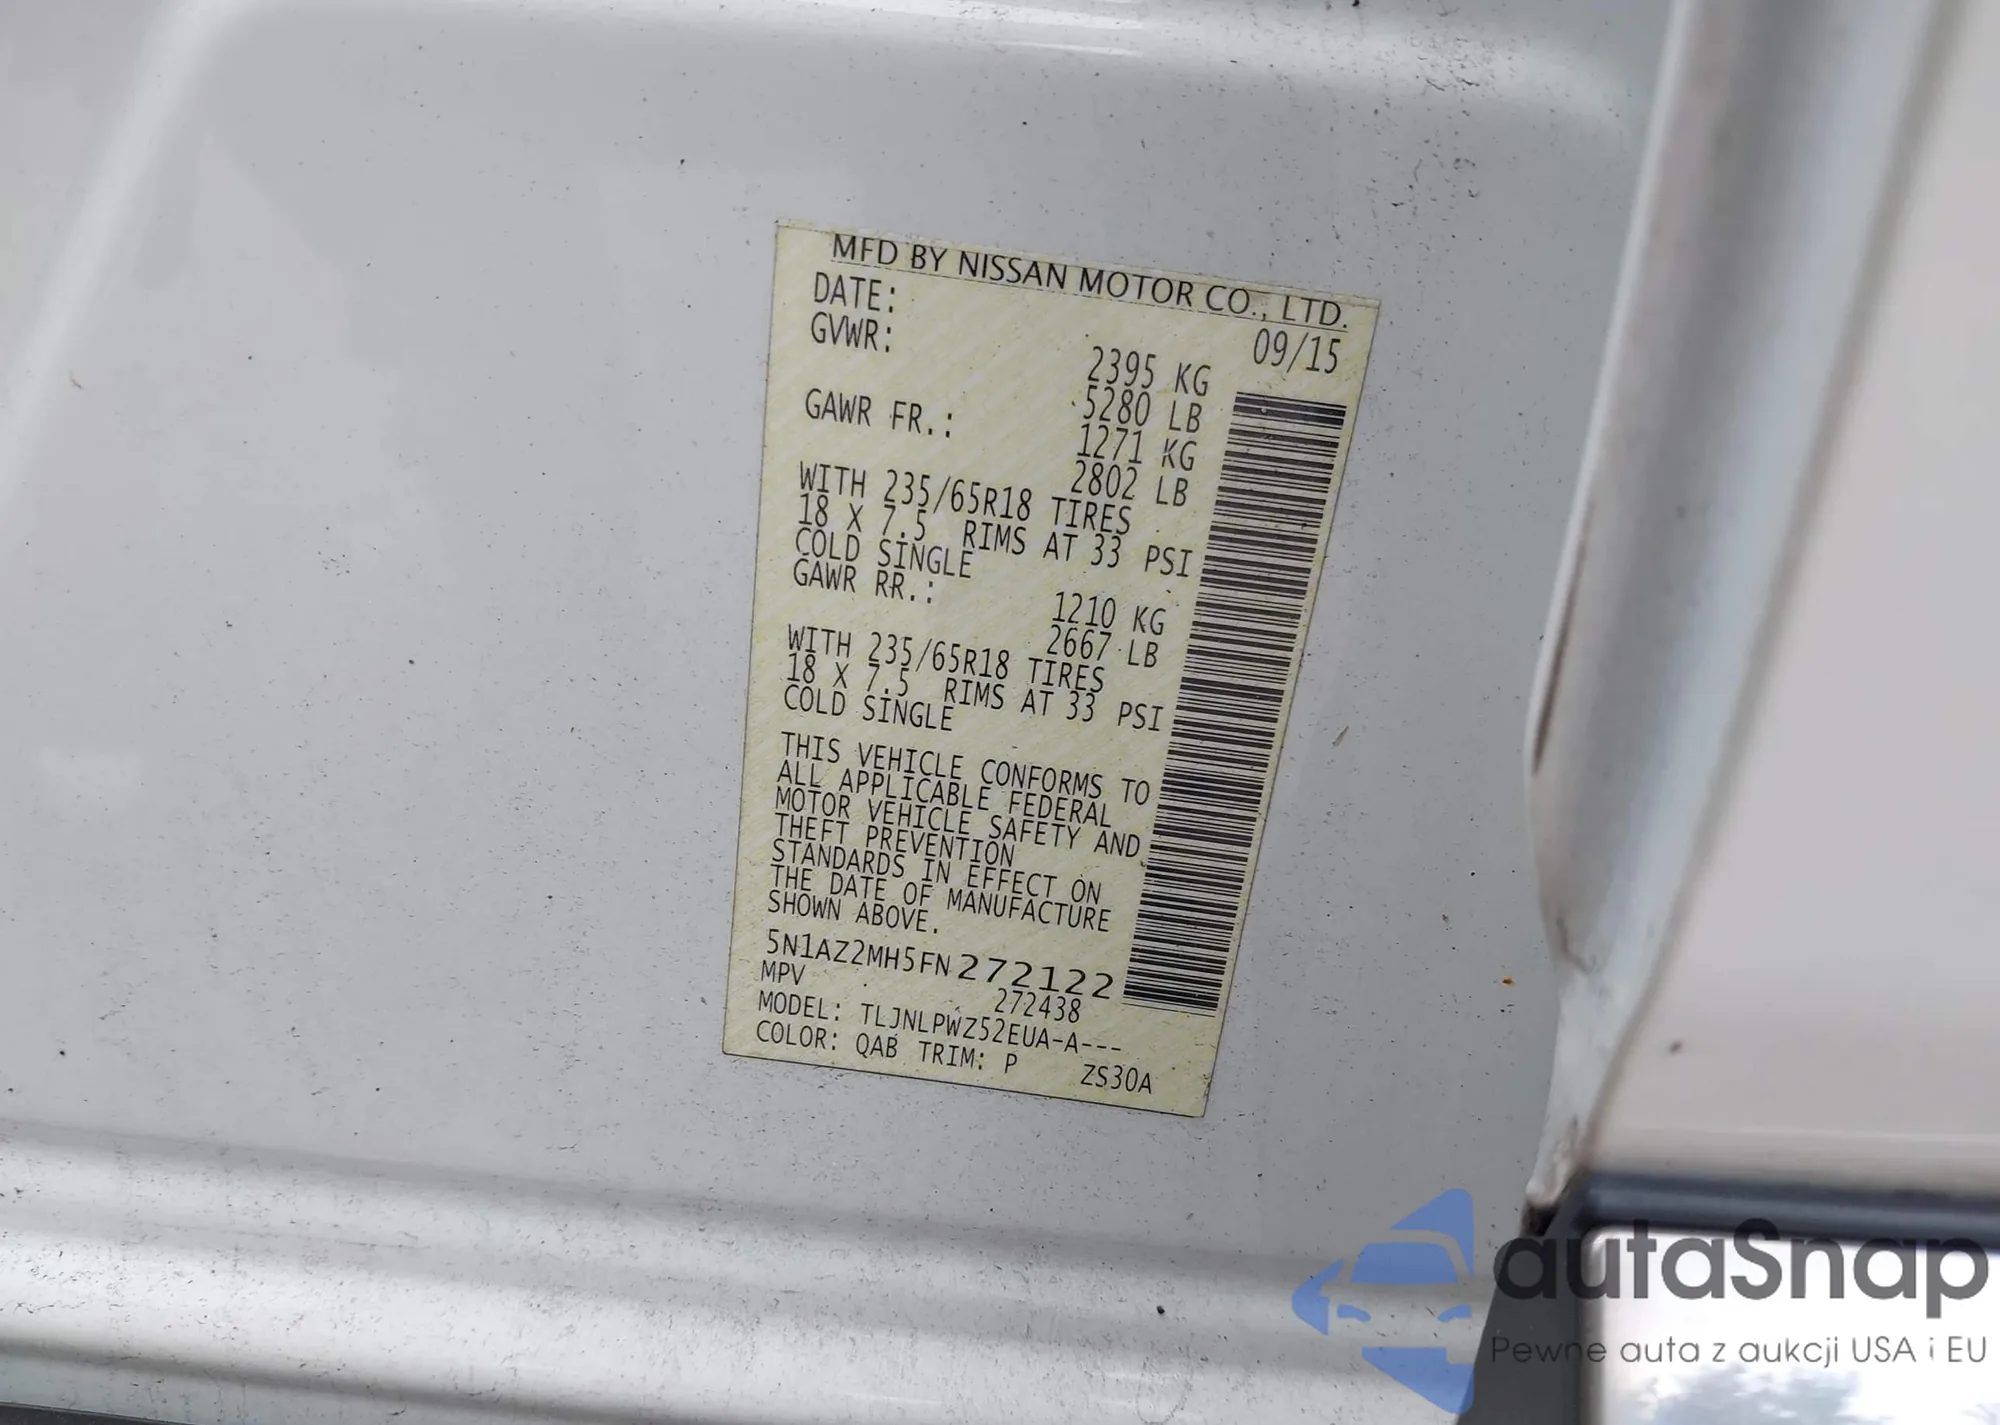 MFD BY NISSAN MOTOR CO., LTD.
DATE: 09/15
GVWR: 2395 KG
5280 LB
GAWR FR.: 1271 KG
2802 LB
WITH 235/65R18 TIRES
18 X 7.5 RIMS AT 33 PSI
COLD SINGLE
GAWR RR.: 1210 KG
2667 LB
WITH 235/65R18 TIRES
18 X 7.5 RIMS AT 33 PSI
COLD SINGLE
THIS VEHICLE CONFORMS TO
ALL APPLICABLE FEDERAL
MOTOR VEHICLE SAFETY AND
THEFT PREVENTION
STANDARDS IN EFFECT ON
THE DATE OF MANUFACTURE
SHOWN ABOVE.
5N1AZ2MH5FN272122
MPV 272438
MODEL: TLJNLPWZ52EUA-A---
COLOR: QAB TRIM: P ZS30A
autaSnap
Pewne auta z aukcji USA i EU